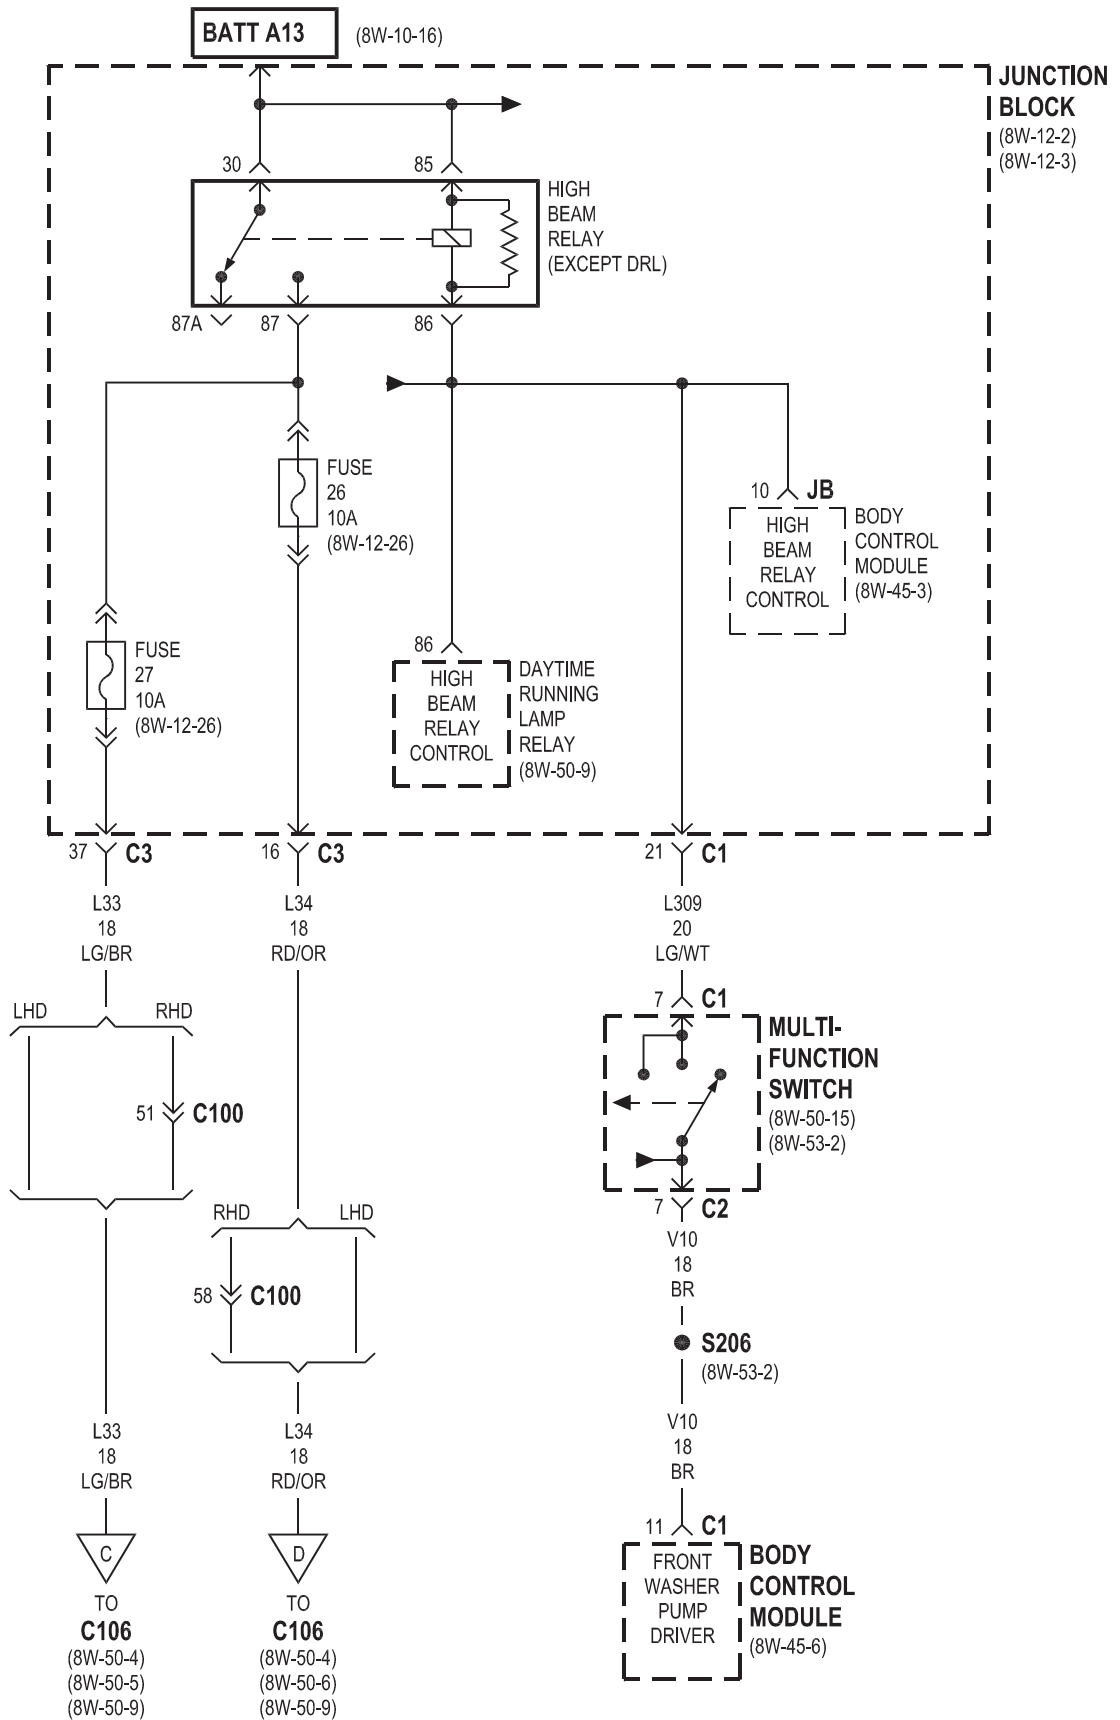 BATT A13
(8W-10-16)
JUNCTION
BLOCK
(8W-12-2)
(8W-12-3)
30
85
HIGH
BEAM
RELAY
(EXCEPT DRL)
87A
87
86
FUSE
26
10A
(8W-12-26)
10
JB
HIGH
BEAM
RELAY
CONTROL
BODY
CONTROL
MODULE
(8W-45-3)
FUSE
27
10A
(8W-12-26)
86
HIGH
BEAM
RELAY
CONTROL
DAYTIME
RUNNING
LAMP
RELAY
(8W-50-9)
37
C3
16
C3
21
C1
L33
18
LG/BR
L34
18
RD/OR
L309
20
LG/WT
LHD
RHD
51
C100
7
C1
MULTI-
FUNCTION
SWITCH
(8W-50-15)
(8W-53-2)
7
C2
RHD
LHD
58
C100
V10
18
BR
S206
(8W-53-2)
L33
18
LG/BR
L34
18
RD/OR
V10
18
BR
C
TO
C106
(8W-50-4)
(8W-50-5)
(8W-50-9)
D
TO
C106
(8W-50-4)
(8W-50-6)
(8W-50-9)
11
C1
FRONT
WASHER
PUMP
DRIVER
BODY
CONTROL
MODULE
(8W-45-6)